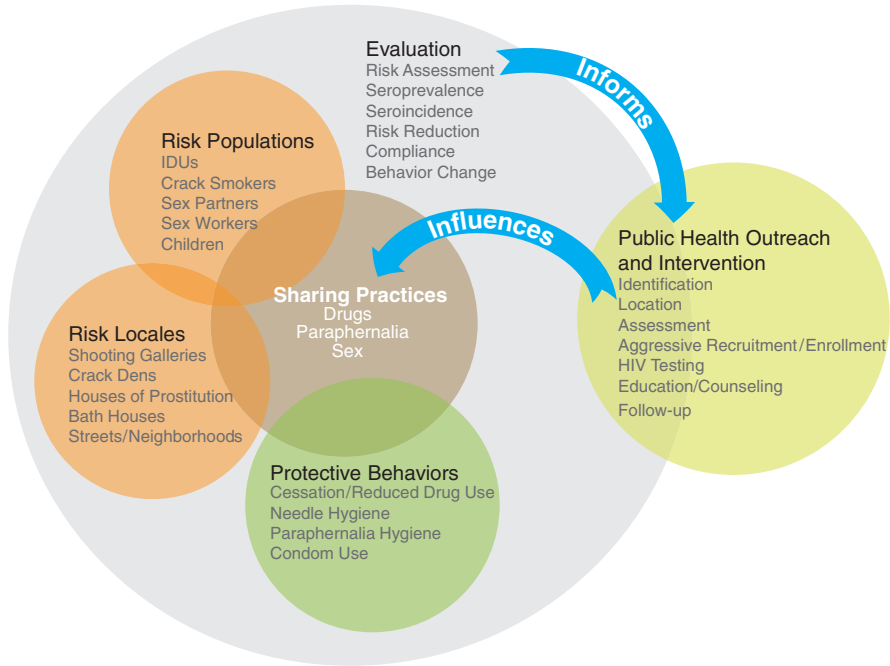 Evaluation
Risk Assessment
Seroprevalence
Seroincidence
Risk Reduction
Compliance
Behavior Change
Informs
Risk Populations
IDUs
Crack Smokers
Sex Partners
Sex Workers
Children
Influences
Public Health Outreach
and Intervention
Identification
Location
Assessment
Aggressive Recruitment/Enrollment
HIV Testing
Education/Counseling
Follow-up
Sharing Practices
Drugs
Paraphernalia
Sex
Risk Locales
Shooting Galleries
Crack Dens
Houses of Prostitution
Bath Houses
Streets/Neighborhoods
Protective Behaviors
Cessation/Reduced Drug Use
Needle Hygiene
Paraphernalia Hygiene
Condom Use